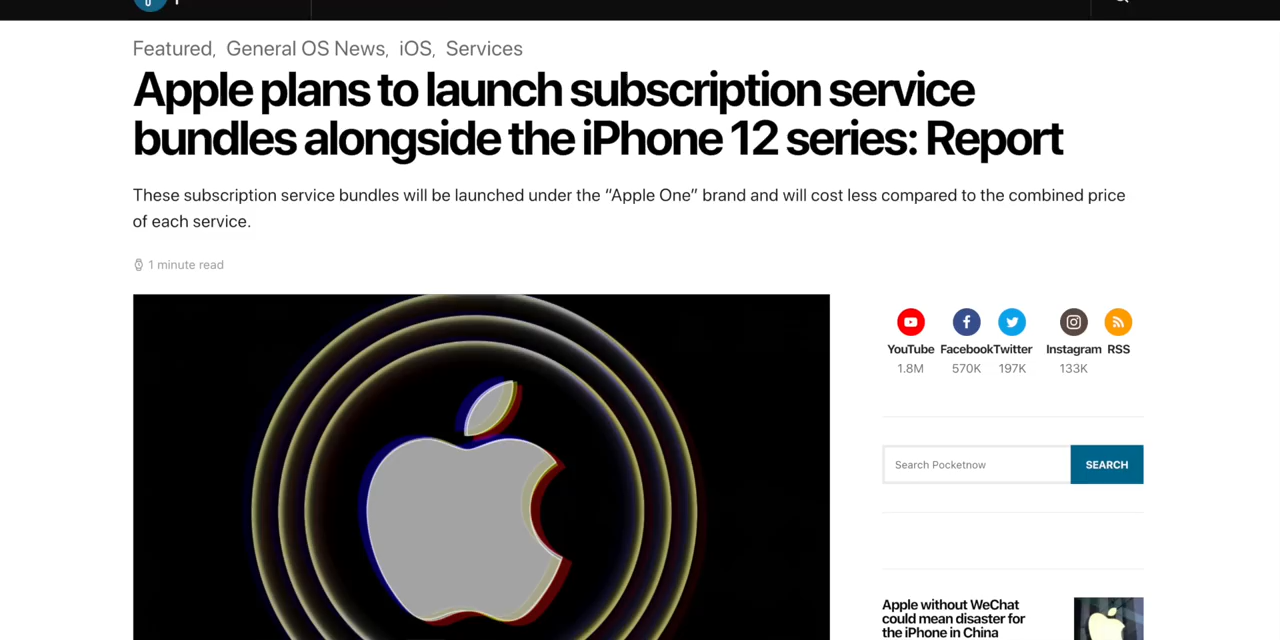 Featured, General OS News, iOS, Services
Apple plans to launch subscription service
bundles alongside the iPhone 12 series: Report
These subscription service bundles will be launched under the “Apple One” brand and will cost less compared to the combined price
of each service.
1 minute read
YouTube Facebook Twitter Instagram RSS
1.8M 570K 197K 133K
Search Pocketnow SEARCH
Apple without WeChat
could mean disaster for
the iPhone in China